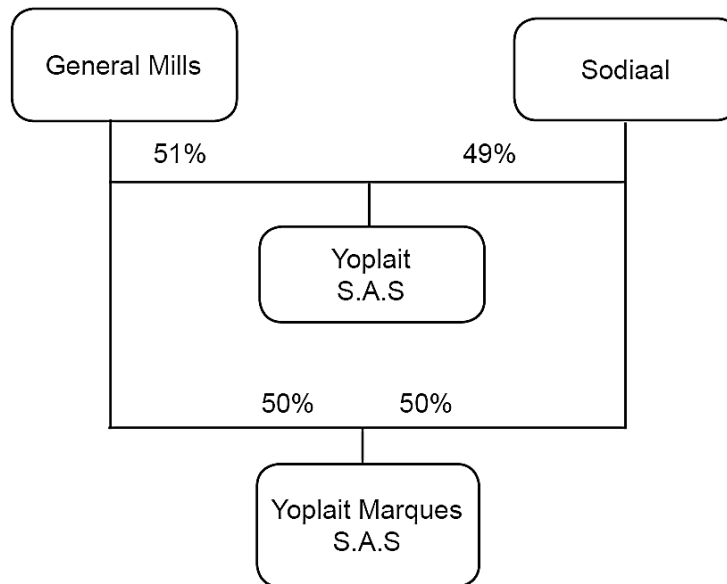 General Mills
Sodiaal
51%
49%
Yoplait
S.A.S
50%
50%
Yoplait Marques
S.A.S